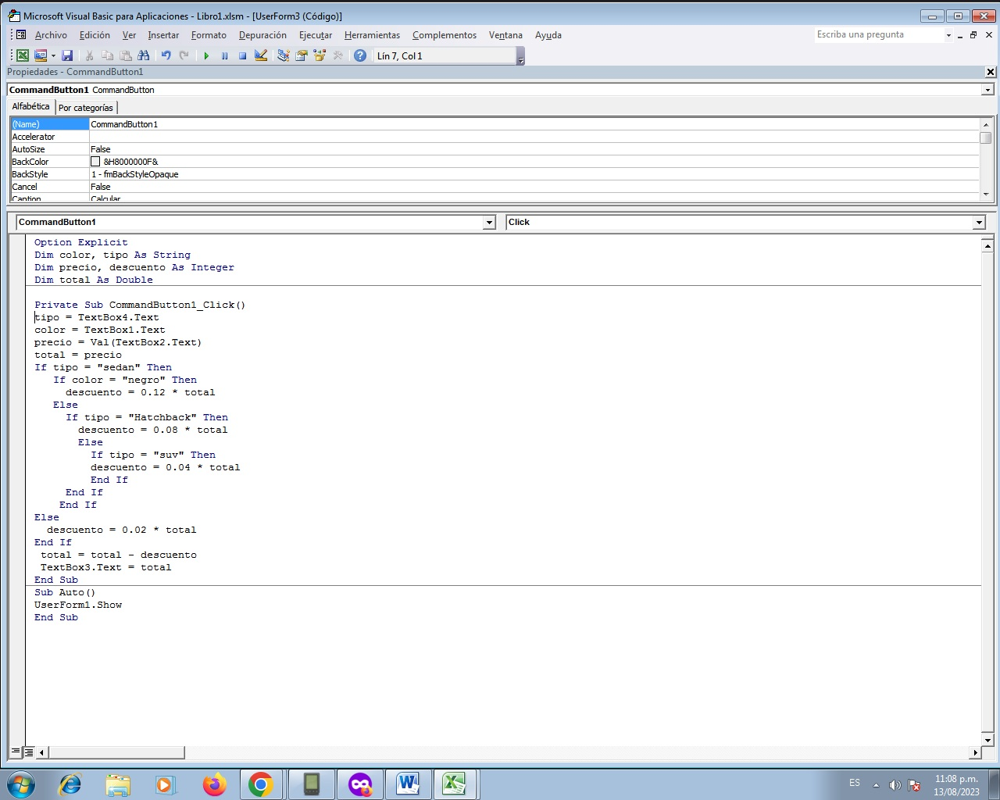 Microsoft Visual Basic para Aplicaciones - Libro1.xlsm - [UserForm3 (Código)]
Archivo Edición Ver Insertar Formato Depuración Ejecutar Herramientas Complementos Ventana Ayuda Escriba una pregunta
Lín 7, Col 1
Propiedades - CommandButton1
CommandButton1 CommandButton
Alfabética Por categorías
(Name) CommandButton1
Accelerator
AutoSize False
BackColor &H8000000F&
BackStyle 1 - fmBackStyleOpaque
Cancel False
Caption Calcular
CommandButton1 Click
Option Explicit
Dim color, tipo As String
Dim precio, descuento As Integer
Dim total As Double
Private Sub CommandButton1_Click()
tipo = TextBox4.Text
color = TextBox1.Text
precio = Val(TextBox2.Text)
total = precio
If tipo = "sedan" Then
If color = "negro" Then
descuento = 0.12 * total
Else
If tipo = "Hatchback" Then
descuento = 0.08 * total
Else
If tipo = "suv" Then
descuento = 0.04 * total
End If
End If
End If
Else
descuento = 0.02 * total
End If
total = total - descuento
TextBox3.Text = total
End Sub
Sub Auto()
UserForm1.Show
End Sub
ES 11:08 p.m.
13/08/2023